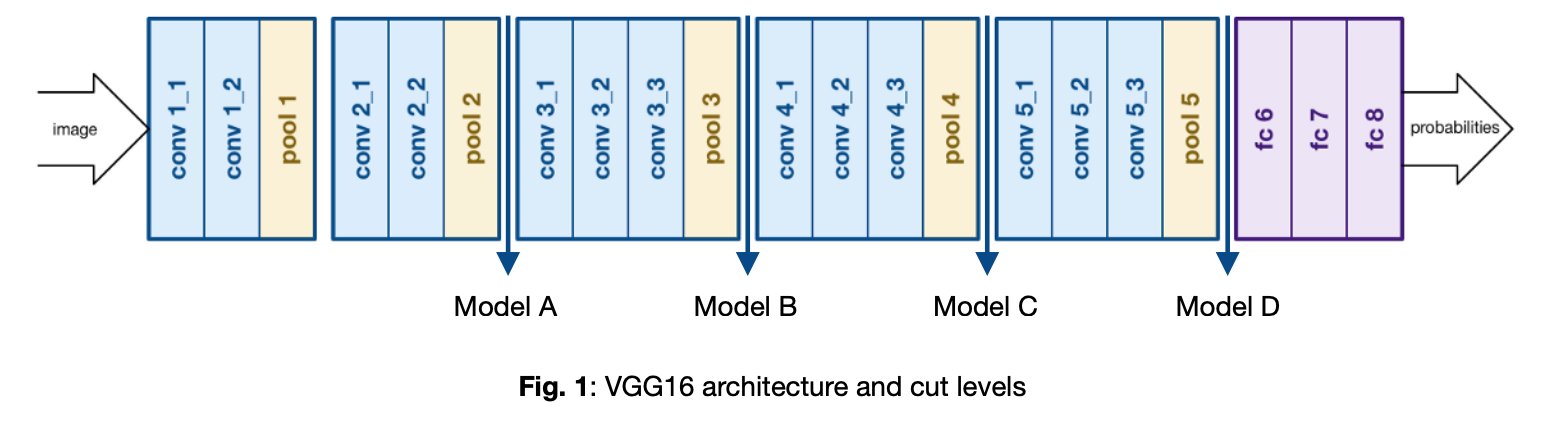 image
conv 1_1
conv 1_2
pool 1
conv 2_1
conv 2_2
pool 2
conv 3_1
conv 3_2
conv 3_3
pool 3
conv 4_1
conv 4_2
conv 4_3
pool 4
conv 5_1
conv 5_2
conv 5_3
pool 5
fc 6
fc 7
fc 8
probabilities
Model A
Model B
Model C
Model D
Fig. 1: VGG16 architecture and cut levels